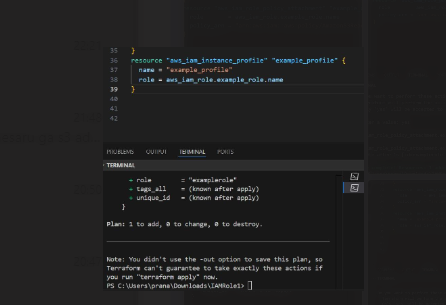 35 }
36 resource "aws_iam_instance_profile" "example_profile" {
37 name = "example_profile"
38 role = aws_iam_role.example_role.name
39 }
40
41
42
PROBLEMS OUTPUT TERMINAL PORTS
TERMINAL
+ role = "examplerole"
+ tags_all = (known after apply)
+ unique_id = (known after apply)
}
Plan: 1 to add, 0 to change, 0 to destroy.
Note: You didn't use the -out option to save this plan, so
Terraform can't guarantee to take exactly these actions if
you run "terraform apply" now.
PS C:\Users\prana\Downloads\IAMRole1>